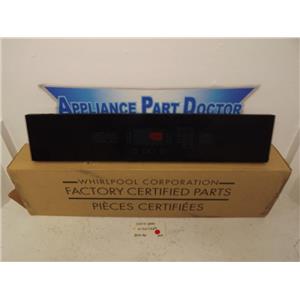 APPLIANCE PART DOCTOR
WHIRLPOOL CORPORATION
FACTORY CERTIFIED PARTS
PIÈCES CERTIFIÉES